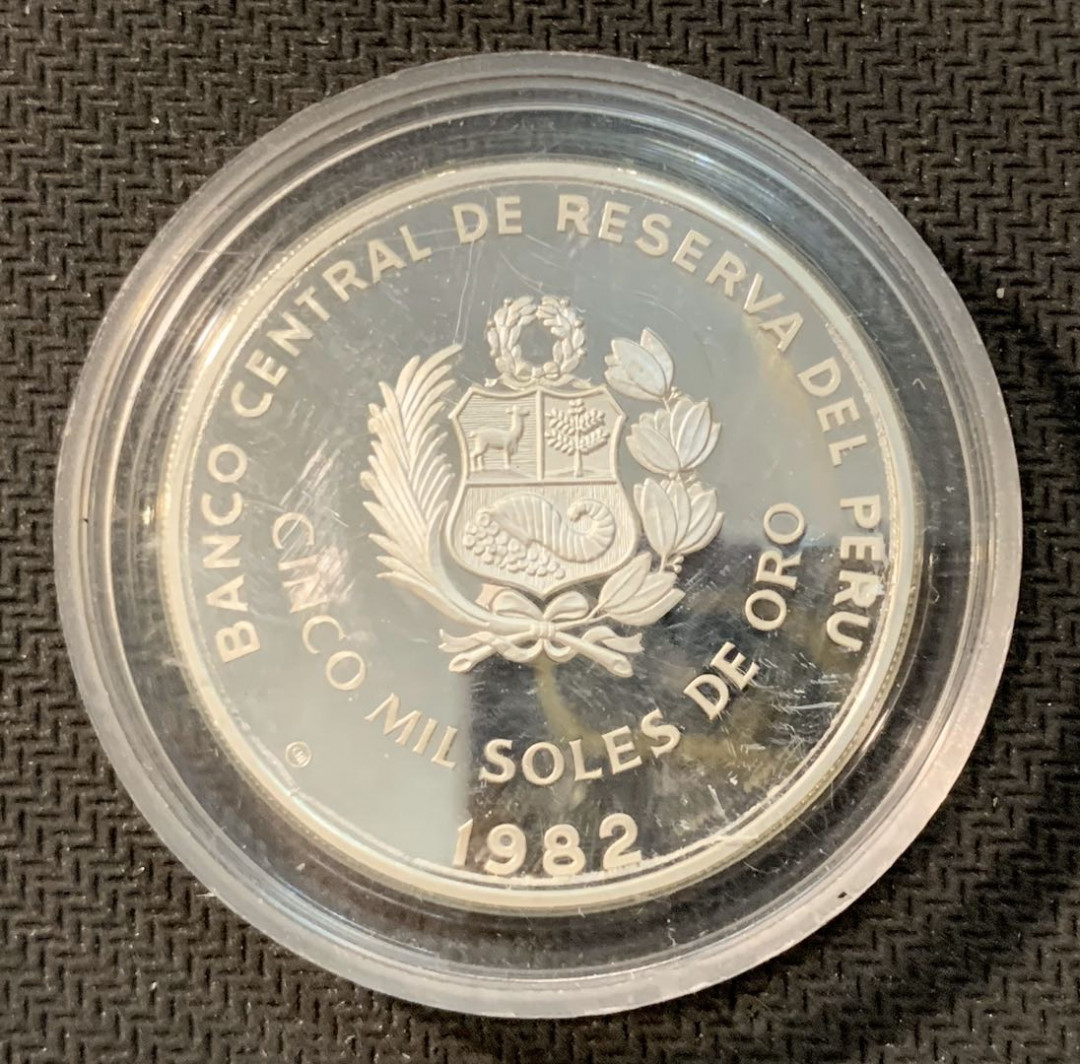 BANCO CENTRAL DE RESERVA DEL PERU
CINCO MIL SOLES DE ORO
1982